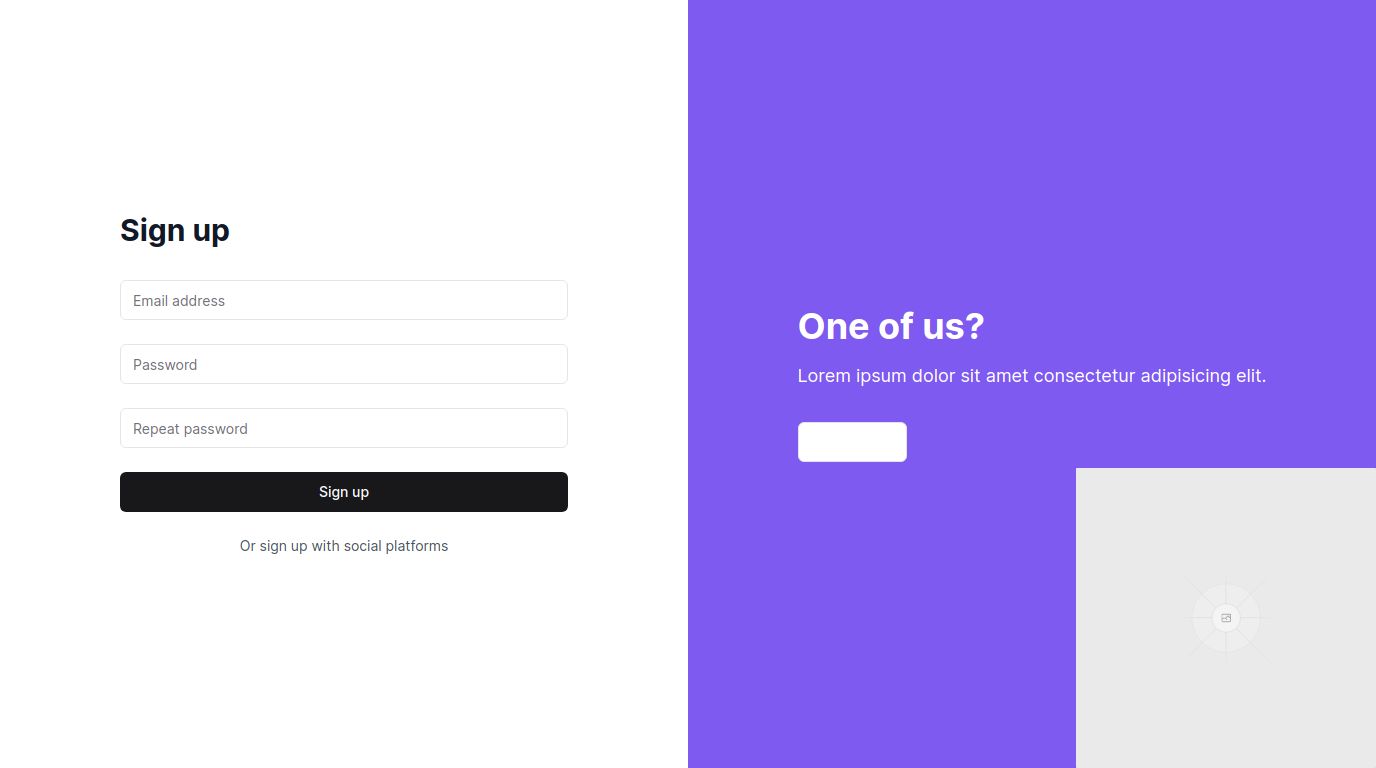 Sign up
Email address
Password
Repeat password
Sign up
Or sign up with social platforms
One of us?
Lorem ipsum dolor sit amet consectetur adipisicing elit.